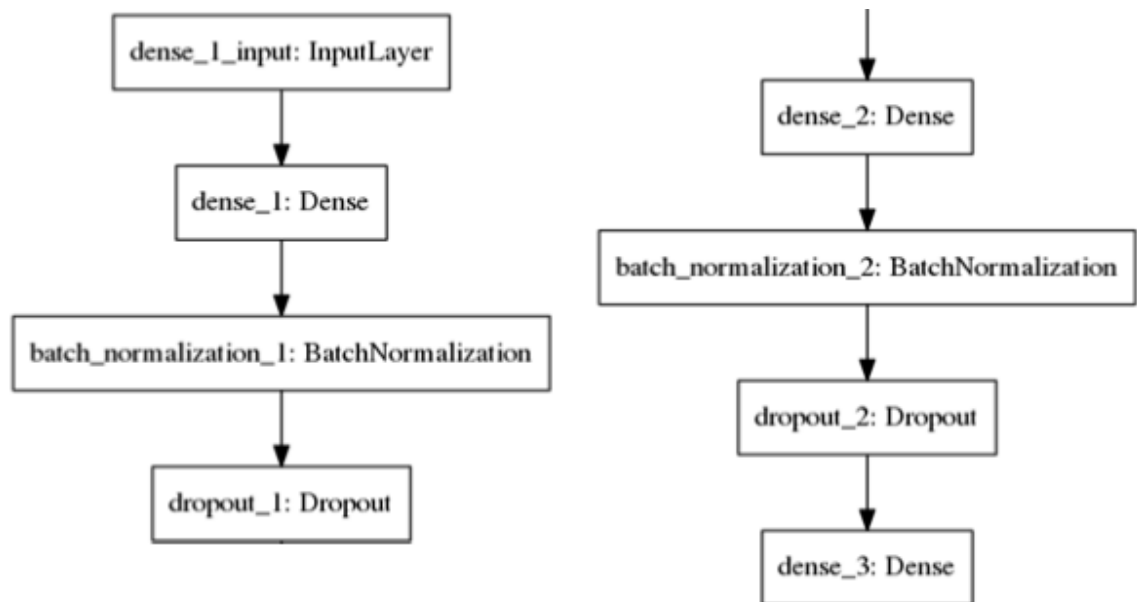 dense_1_input: InputLayer
dense_1: Dense
batch_normalization_1: BatchNormalization
dropout_1: Dropout
dense_2: Dense
batch_normalization_2: BatchNormalization
dropout_2: Dropout
dense_3: Dense